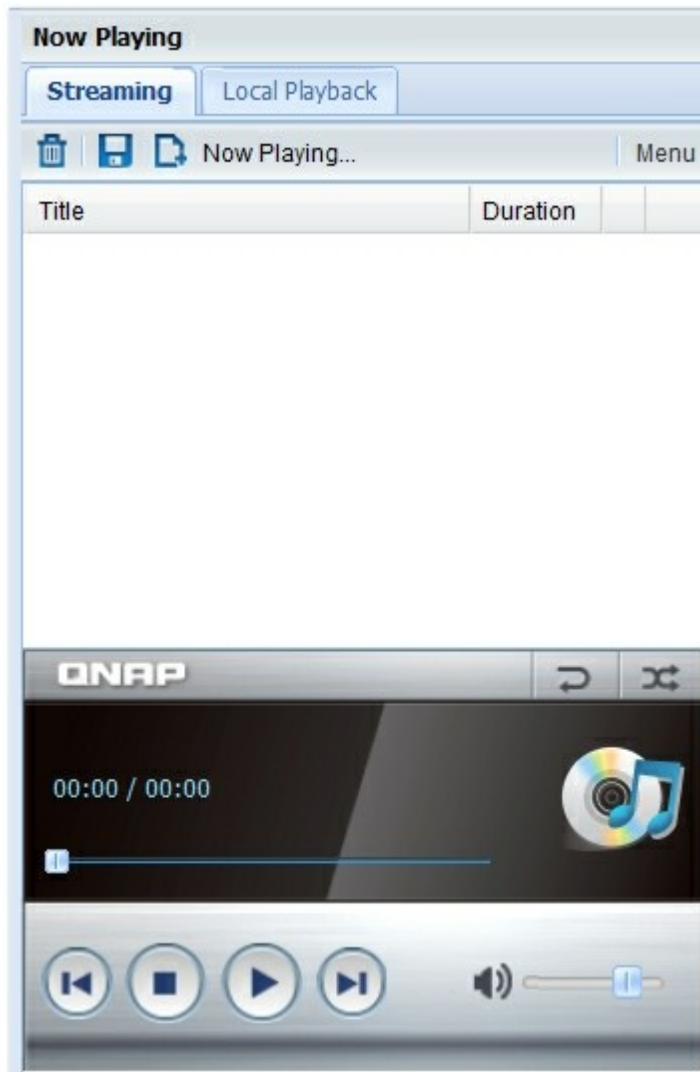 Now Playing
Streaming Local Playback
Now Playing... Menu
Title Duration
QNAP
00:00 / 00:00